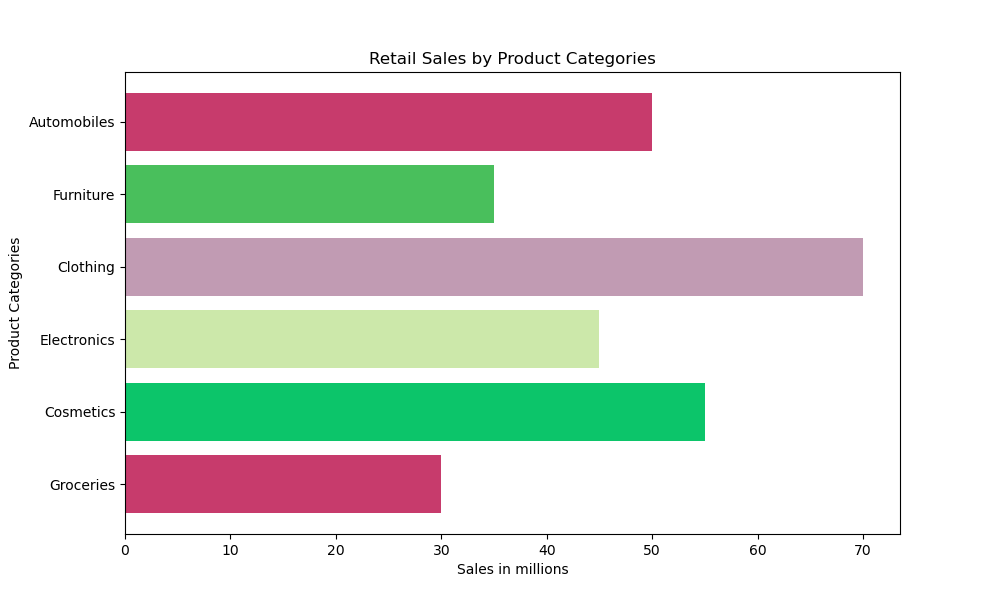 Retail Sales by Product Categories
Product Categories
Automobiles
Furniture
Clothing
Electronics
Cosmetics
Groceries
0 10 20 30 40 50 60 70
Sales in millions